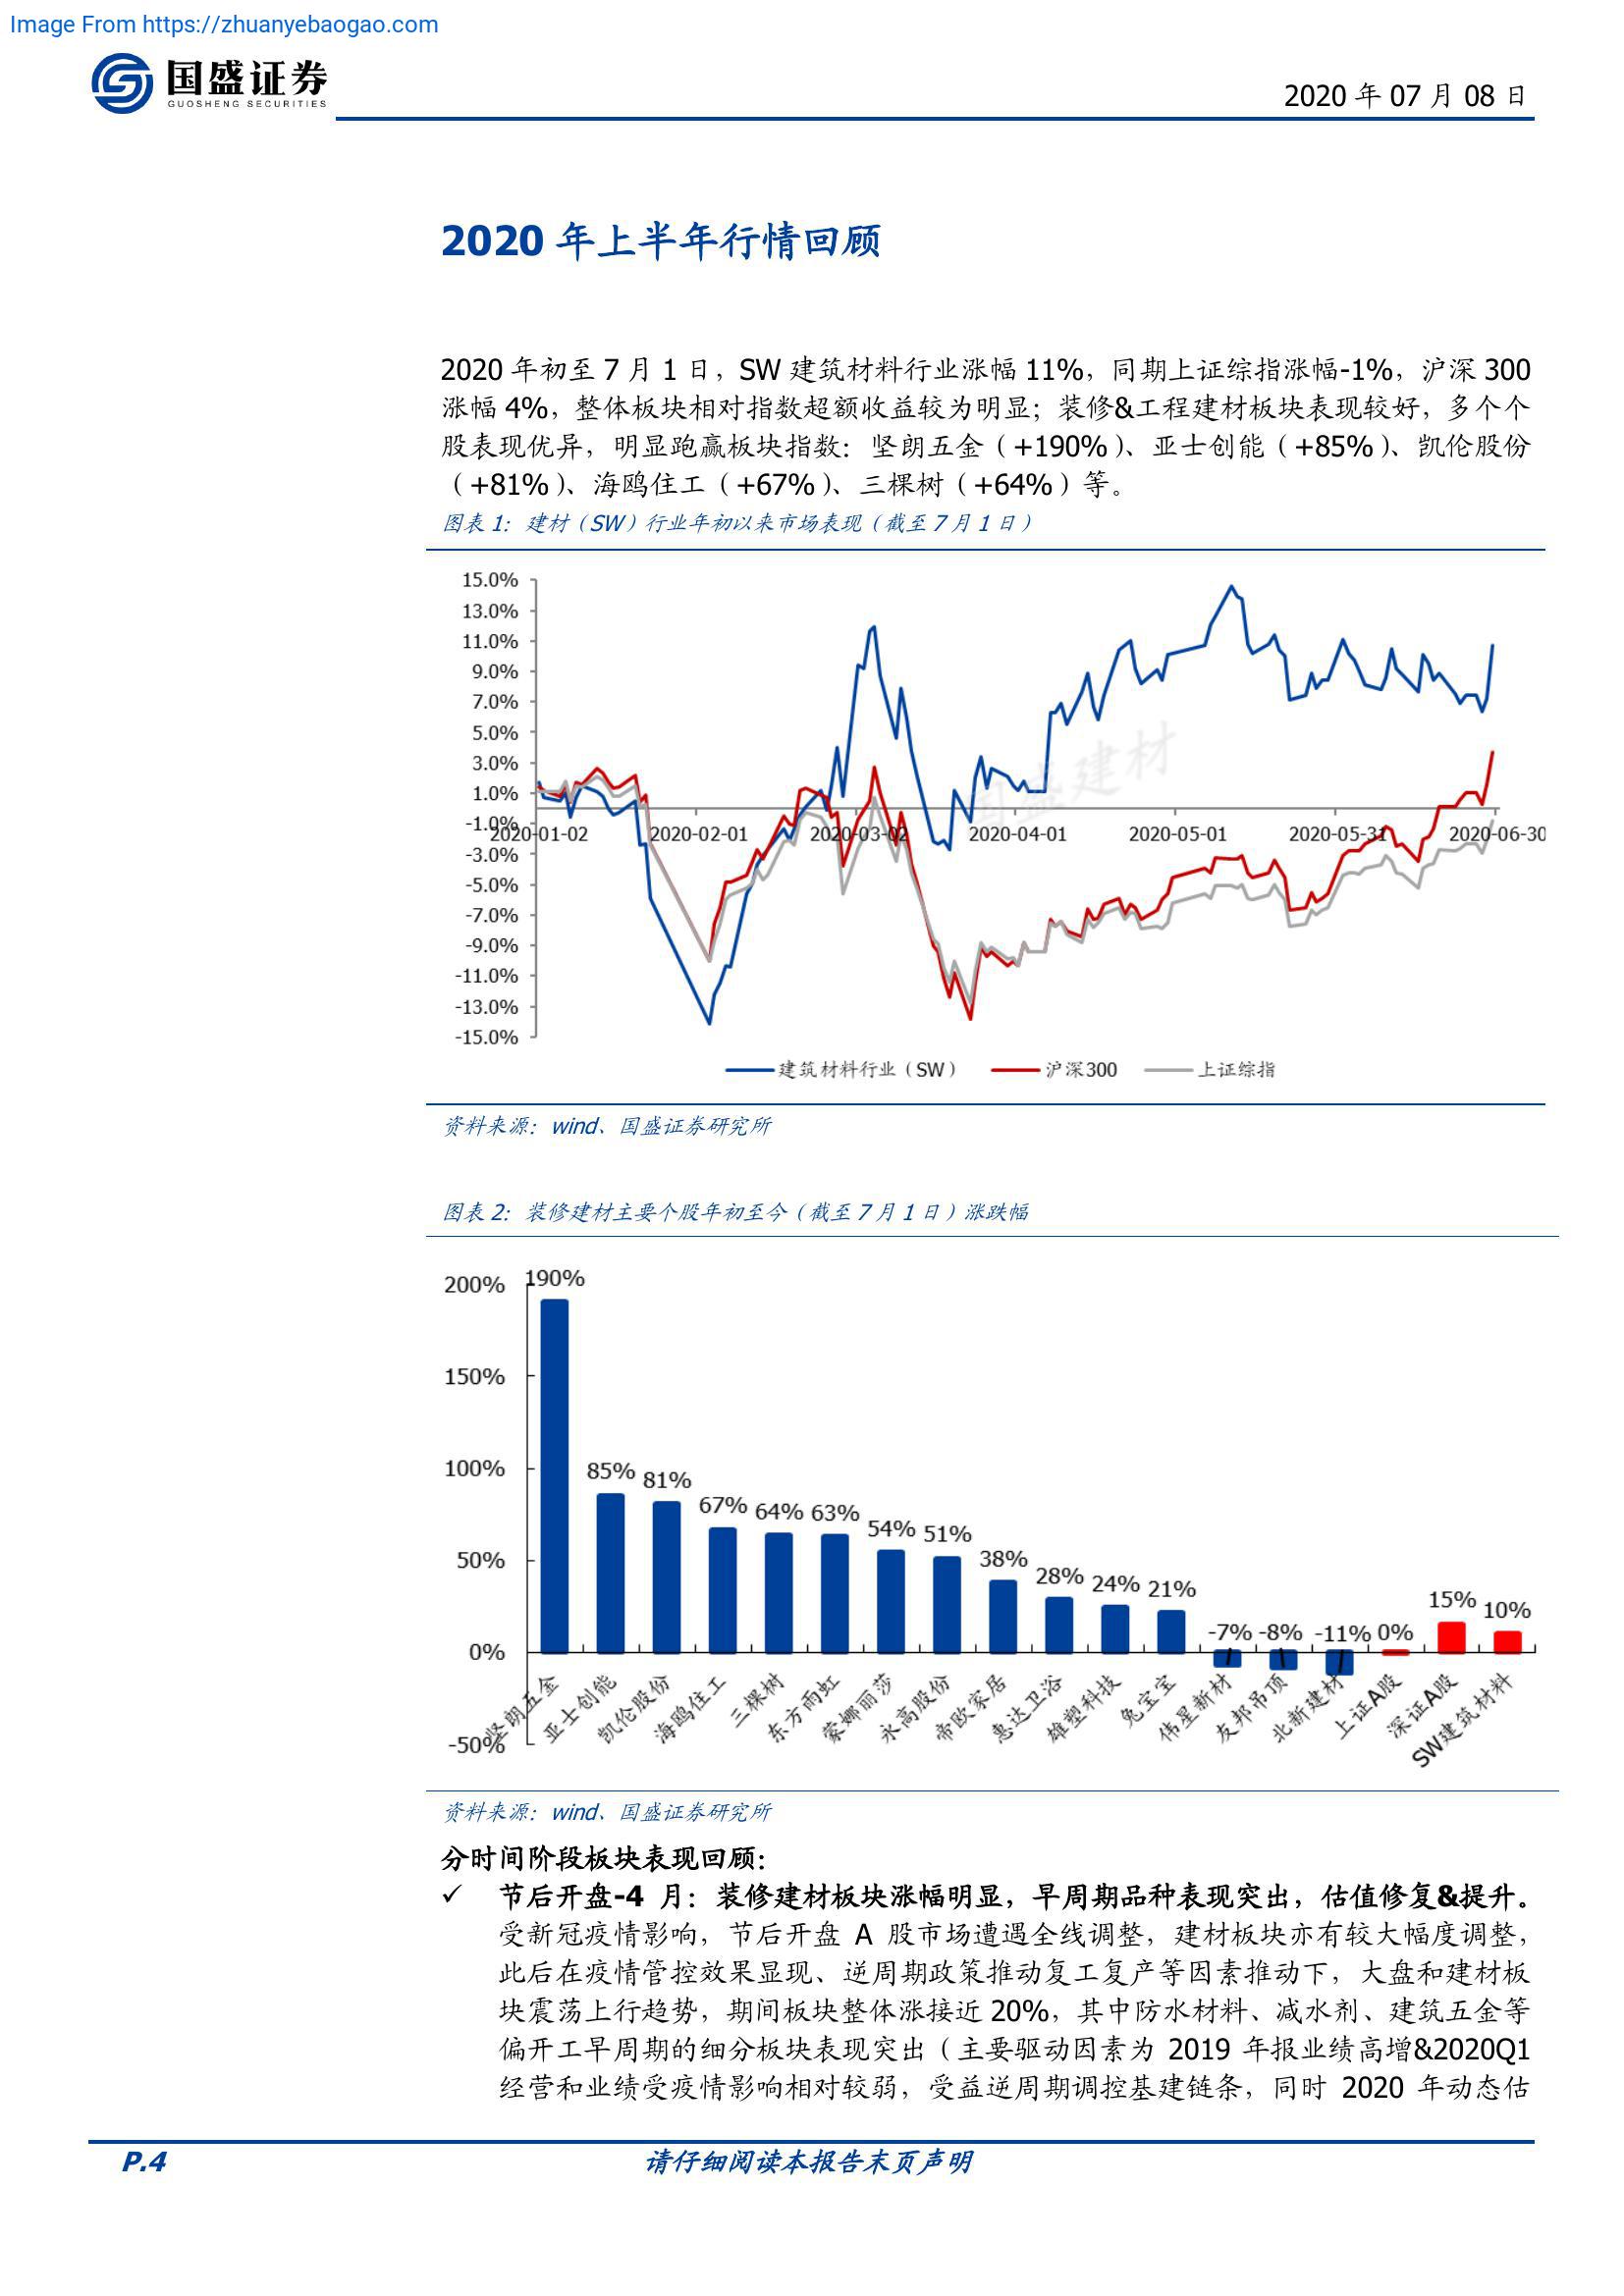 Image From https://zhuanyebaogao.com
国盛证券
GUOSHENG SECURITIES
2020 年 07 月 08 日
2020 年上半年行情回顾
2020 年初至 7 月 1 日，SW 建筑材料行业涨幅 11%，同期上证综指涨幅-1%，沪深 300
涨幅 4%，整体板块相对指数超额收益较为明显；装修&工程建材板块表现较好，多个个
股表现优异，明显跑赢板块指数：坚朗五金（+190%）、亚士创能（+85%）、凯伦股份
（+81%）、海鸥住工（+67%）、三棵树（+64%）等。
图表 1：建材（SW）行业年初以来市场表现（截至 7 月 1 日）
15.0%
13.0%
11.0%
9.0%
7.0%
5.0%
3.0%
1.0%
-1.0%
-3.0%
-5.0%
-7.0%
-9.0%
-11.0%
-13.0%
-15.0%
2020-01-02 2020-02-01 2020-03-02 2020-04-01 2020-05-01 2020-05-31 2020-06-30
国盛建材
建筑材料行业（SW） 沪深300 上证综指
资料来源：wind、国盛证券研究所
图表 2：装修建材主要个股年初至今（截至 7 月 1 日）涨跌幅
200%
150%
100%
50%
0%
-50%
190% 85% 81% 67% 64% 63% 54% 51% 38% 28% 24% 21% -7% -8% -11% 0% 15% 10%
坚朗五金 亚士创能 凯伦股份 海鸥住工 三棵树 东方雨虹 蒙娜丽莎 永高股份 帝欧家居 惠达卫浴 雄塑科技 兔宝宝 伟星新材 友邦吊顶 北新建材 上证A股 深证A股 SW建筑材料
资料来源：wind、国盛证券研究所
分时间阶段板块表现回顾：
✓ 节后开盘-4 月：装修建材板块涨幅明显，早周期品种表现突出，估值修复&提升。
受新冠疫情影响，节后开盘 A 股市场遭遇全线调整，建材板块亦有较大幅度调整，
此后在疫情管控效果显现、逆周期政策推动复工复产等因素推动下，大盘和建材板
块震荡上行趋势，期间板块整体涨接近 20%，其中防水材料、减水剂、建筑五金等
偏开工早周期的细分板块表现突出（主要驱动因素为 2019 年报业绩高增&2020Q1
经营和业绩受疫情影响相对较弱，受益逆周期调控基建链条，同时 2020 年动态估
P.4
请仔细阅读本报告末页声明